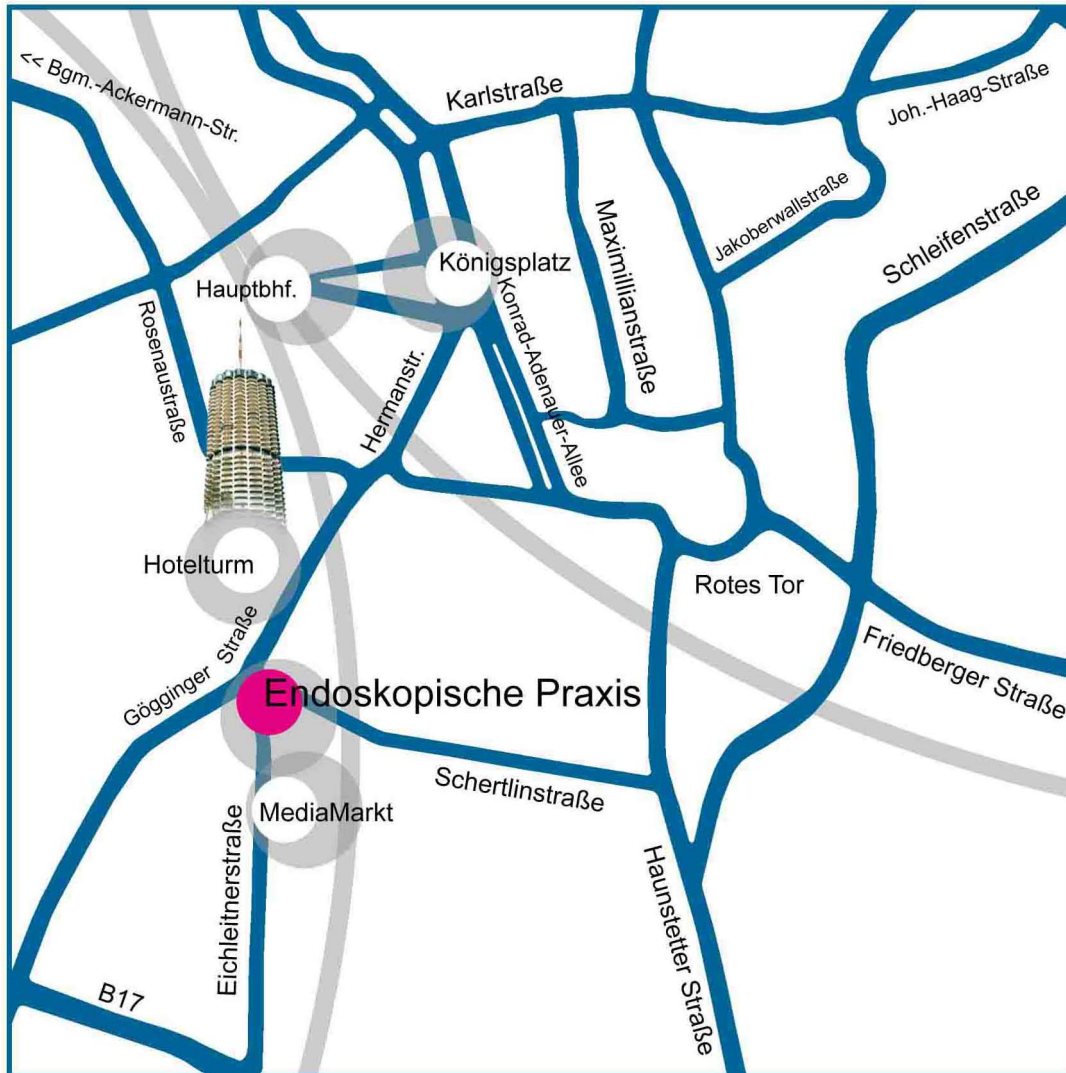 << Bgm.-Ackermann-Str.
Karlstraße
Joh.-Haag-Straße
Jakoberwallstraße
Schleifenstraße
Maximillianstraße
Königsplatz
Hauptbhf.
Konrad-Adenauer-Allee
Rosenaustraße
Hermanstr.
Hotelturm
Rotes Tor
Gögginger Straße
Friedberger Straße
Endoskopische Praxis
Schertlinstraße
MediaMarkt
Eichleitnerstraße
Haunstetter Straße
B17